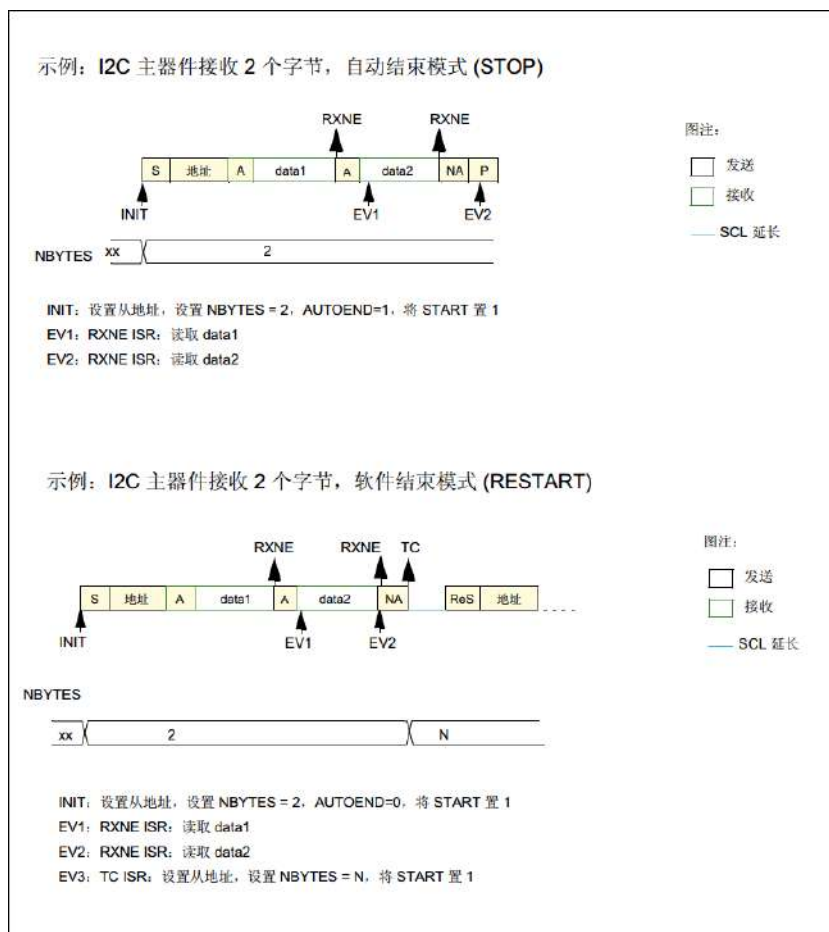 示例：I2C 主器件接收 2 个字节，自动结束模式 (STOP)
RXNE RXNE
图注：
S 地址 A data1 A data2 NA P
发送
接收
INIT EV1 EV2
SCL 延长
NBYTES xx 2
INIT：设置从地址，设置 NBYTES = 2，AUTOEND=1，将 START 置 1
EV1：RXNE ISR：读取 data1
EV2：RXNE ISR：读取 data2
示例：I2C 主器件接收 2 个字节，软件结束模式 (RESTART)
RXNE RXNE TC
图注：
S 地址 A data1 A data2 NA ReS 地址
发送
接收
INIT EV1 EV2
SCL 延长
NBYTES
xx 2 N
INIT：设置从地址，设置 NBYTES = 2，AUTOEND=0，将 START 置 1
EV1：RXNE ISR：读取 data1
EV2：RXNE ISR：读取 data2
EV3：TC ISR：设置从地址，设置 NBYTES = N，将 START 置 1